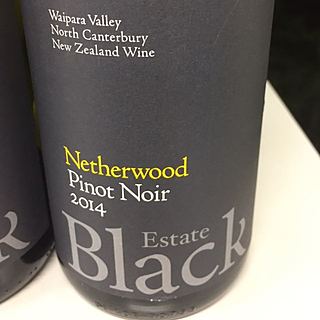 Waipara Valley
North Canterbury
New Zealand Wine
Netherwood
Pinot Noir
2014
Estate
Black
k